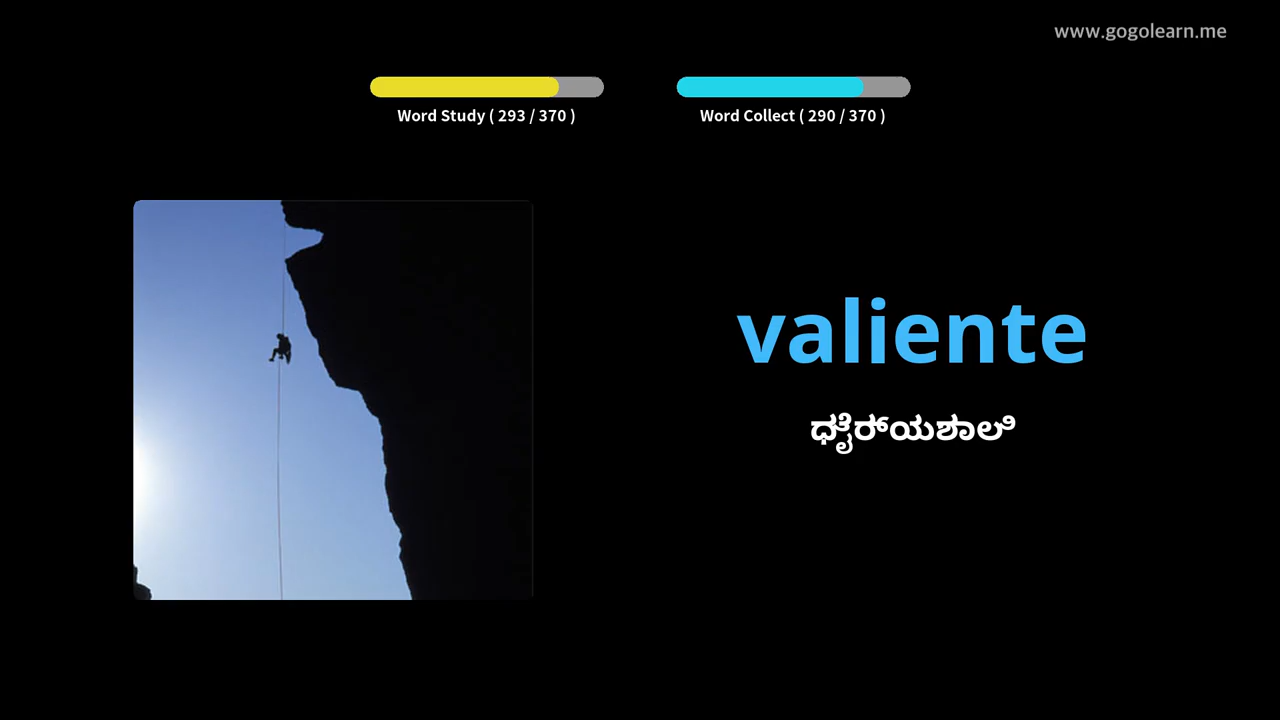 www.gogolearn.me
Word Study ( 293 / 370 )
Word Collect ( 290 / 370 )
valiente
ಧೈರ್ಯಶಾಲಿ